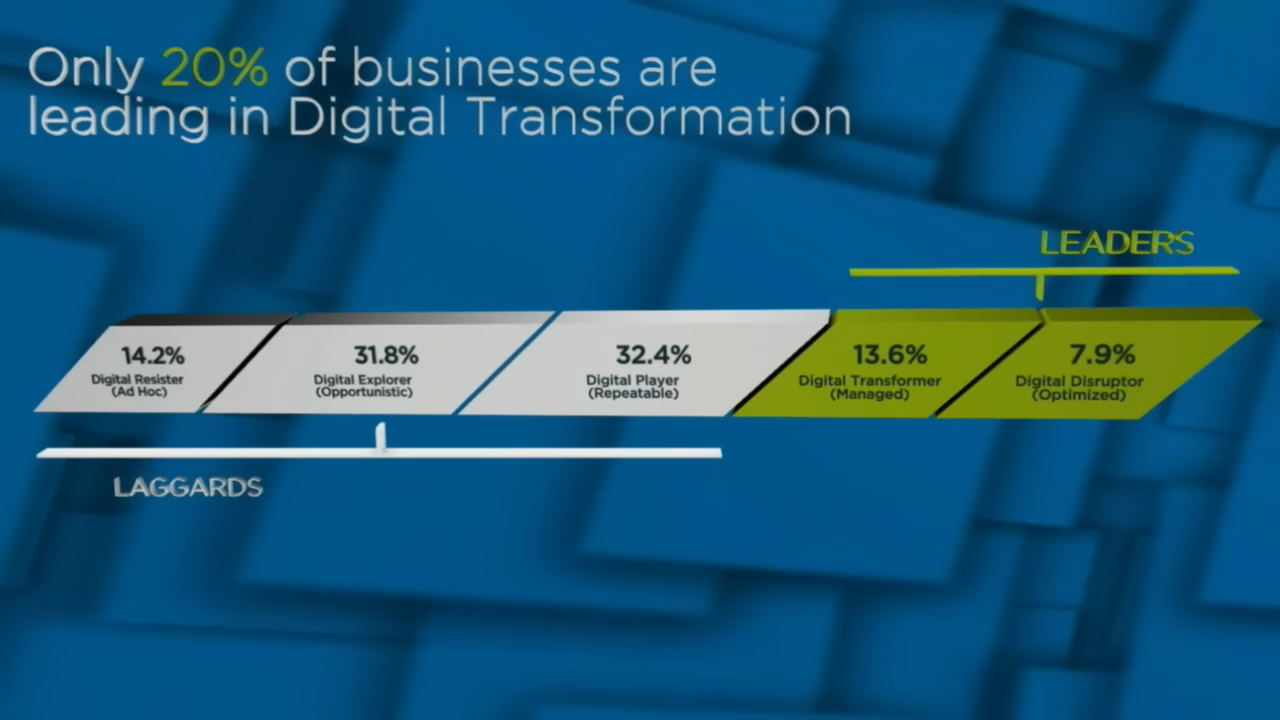 Only 20% of businesses are
leading in Digital Transformation
LEADERS
14.2%
Digital Resister
(Ad Hoc)
31.8%
Digital Explorer
(Opportunistic)
32.4%
Digital Player
(Repeatable)
13.6%
Digital Transformer
(Managed)
7.9%
Digital Disruptor
(Optimized)
LAGGARDS